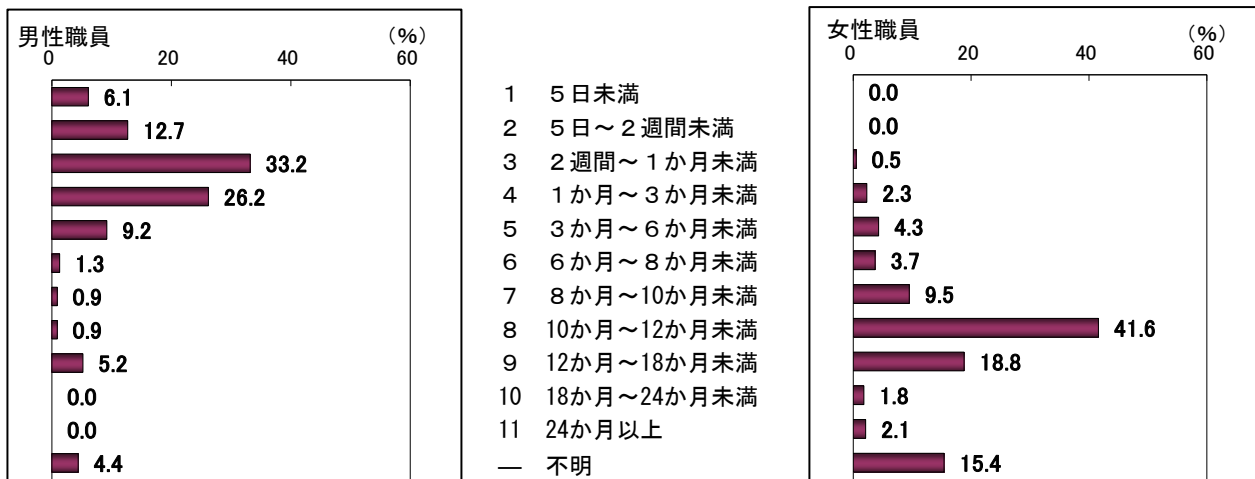 男性職員 (%)
0 20 40 60
6.1
12.7
33.2
26.2
9.2
1.3
0.9
0.9
5.2
0.0
0.0
4.4
1 ５日未満
2 ５日～２週間未満
3 ２週間～１か月未満
4 １か月～３か月未満
5 ３か月～６か月未満
6 ６か月～８か月未満
7 ８か月～10か月未満
8 10か月～12か月未満
9 12か月～18か月未満
10 18か月～24か月未満
11 24か月以上
― 不明
女性職員 (%)
0 20 40 60
0.0
0.0
0.5
2.3
4.3
3.7
9.5
41.6
18.8
1.8
2.1
15.4